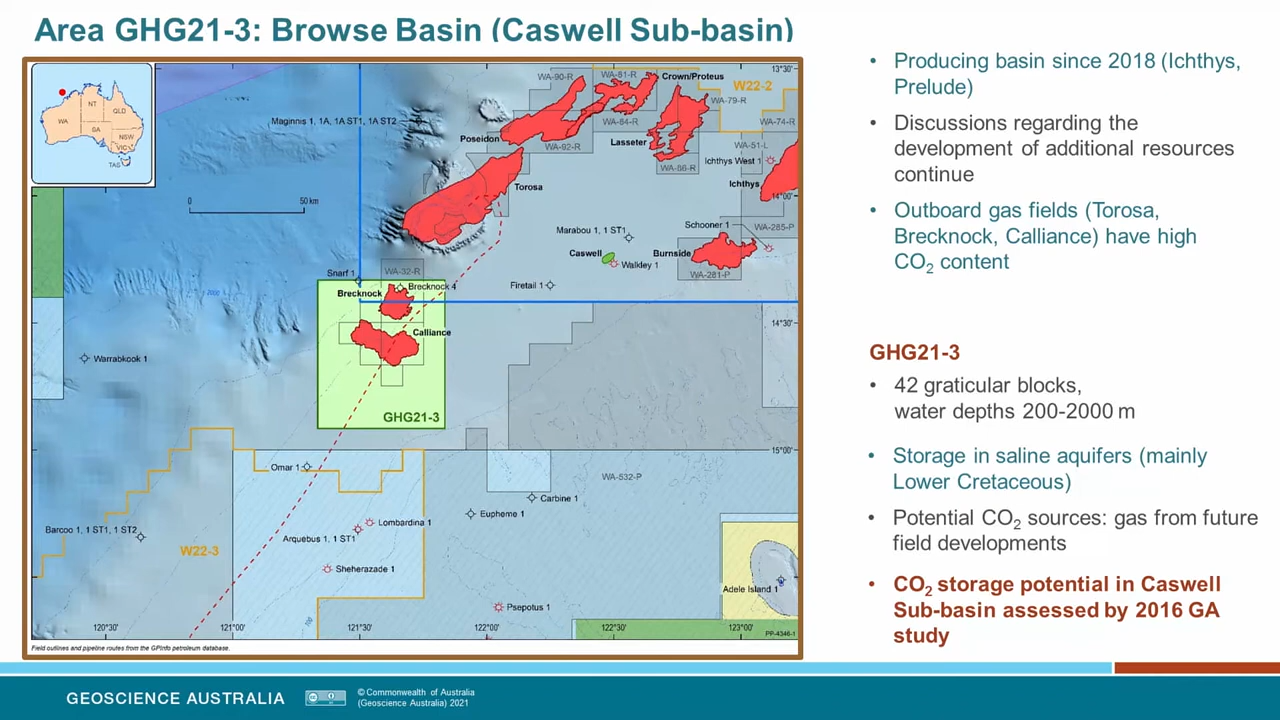 Area GHG21-3: Browse Basin (Caswell Sub-basin)
NT
WA
QLD
SA
NSW
VIC
TAS
WA-90-R
WA-81-R
Crown/Proteus
13°30'
W22-2
WA-79-R
Maginnis 1, 1A, 1A ST1, 1A ST2
WA-84-R
WA-74-R
Poseidon
WA-92-R
Lasseter
WA-51-L
Ichthys West 1
WA-86-R
Torosa
Ichthys
14°00'
0
50 km
Schooner 1
WA-285-P
Marabou 1, 1 ST1
Caswell
Walkley 1
Burnside
WA-281-P
Snarf 1
WA-32-R
Brecknock
Brecknock 4
Firetail 1
14°30'
Calliance
Warrabkook 1
GHG21-3
15°00'
Omar 1
WA-532-P
Carbine 1
Eupheme 1
Barcoo 1, 1 ST1, 1 ST2
Lombardina 1
Arquebus 1, 1 ST1
W22-3
Sheherazade 1
Adele Island 1
Psepotus 1
120°30'
121°00'
121°30'
122°00'
122°30'
123°00'
PP-4346-1
Field outlines and pipeline routes from the GPinfo petroleum database.
• Producing basin since 2018 (Ichthys,
Prelude)
• Discussions regarding the
development of additional resources
continue
• Outboard gas fields (Torosa,
Brecknock, Calliance) have high
CO2 content
GHG21-3
• 42 graticular blocks,
water depths 200-2000 m
• Storage in saline aquifers (mainly
Lower Cretaceous)
• Potential CO2 sources: gas from future
field developments
• CO2 storage potential in Caswell
Sub-basin assessed by 2016 GA
study
GEOSCIENCE AUSTRALIA
© Commonwealth of Australia
(Geoscience Australia) 2021